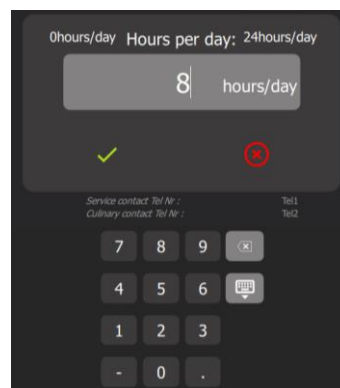 0hours/day Hours per day: 24hours/day
8 hours/day
Service contact Tel Nr : Tel1
Culinary contact Tel Nr : Tel2
7 8 9
4 5 6
1 2 3
- 0 .